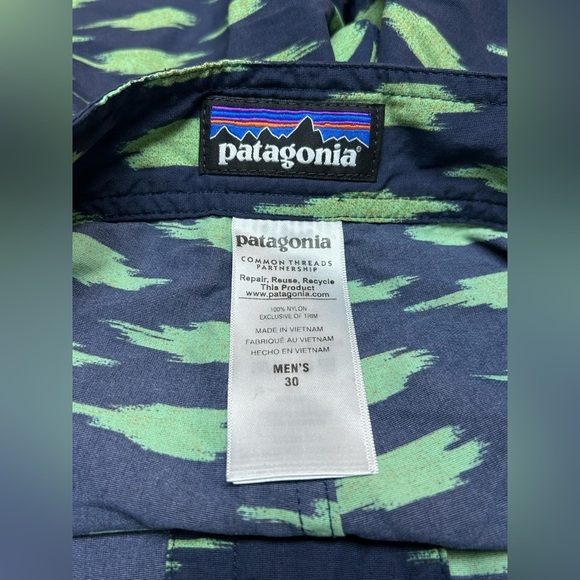 patagonia®
patagonia
COMMON THREADS
PARTNERSHIP
Repair, Reuse, Recycle
This Product
www.patagonia.com
100% NYLON
EXCLUSIVE OF TRIM
MADE IN VIETNAM
FABRIQUÉ AU VIETNAM
HECHO EN VIETNAM
MEN'S
30